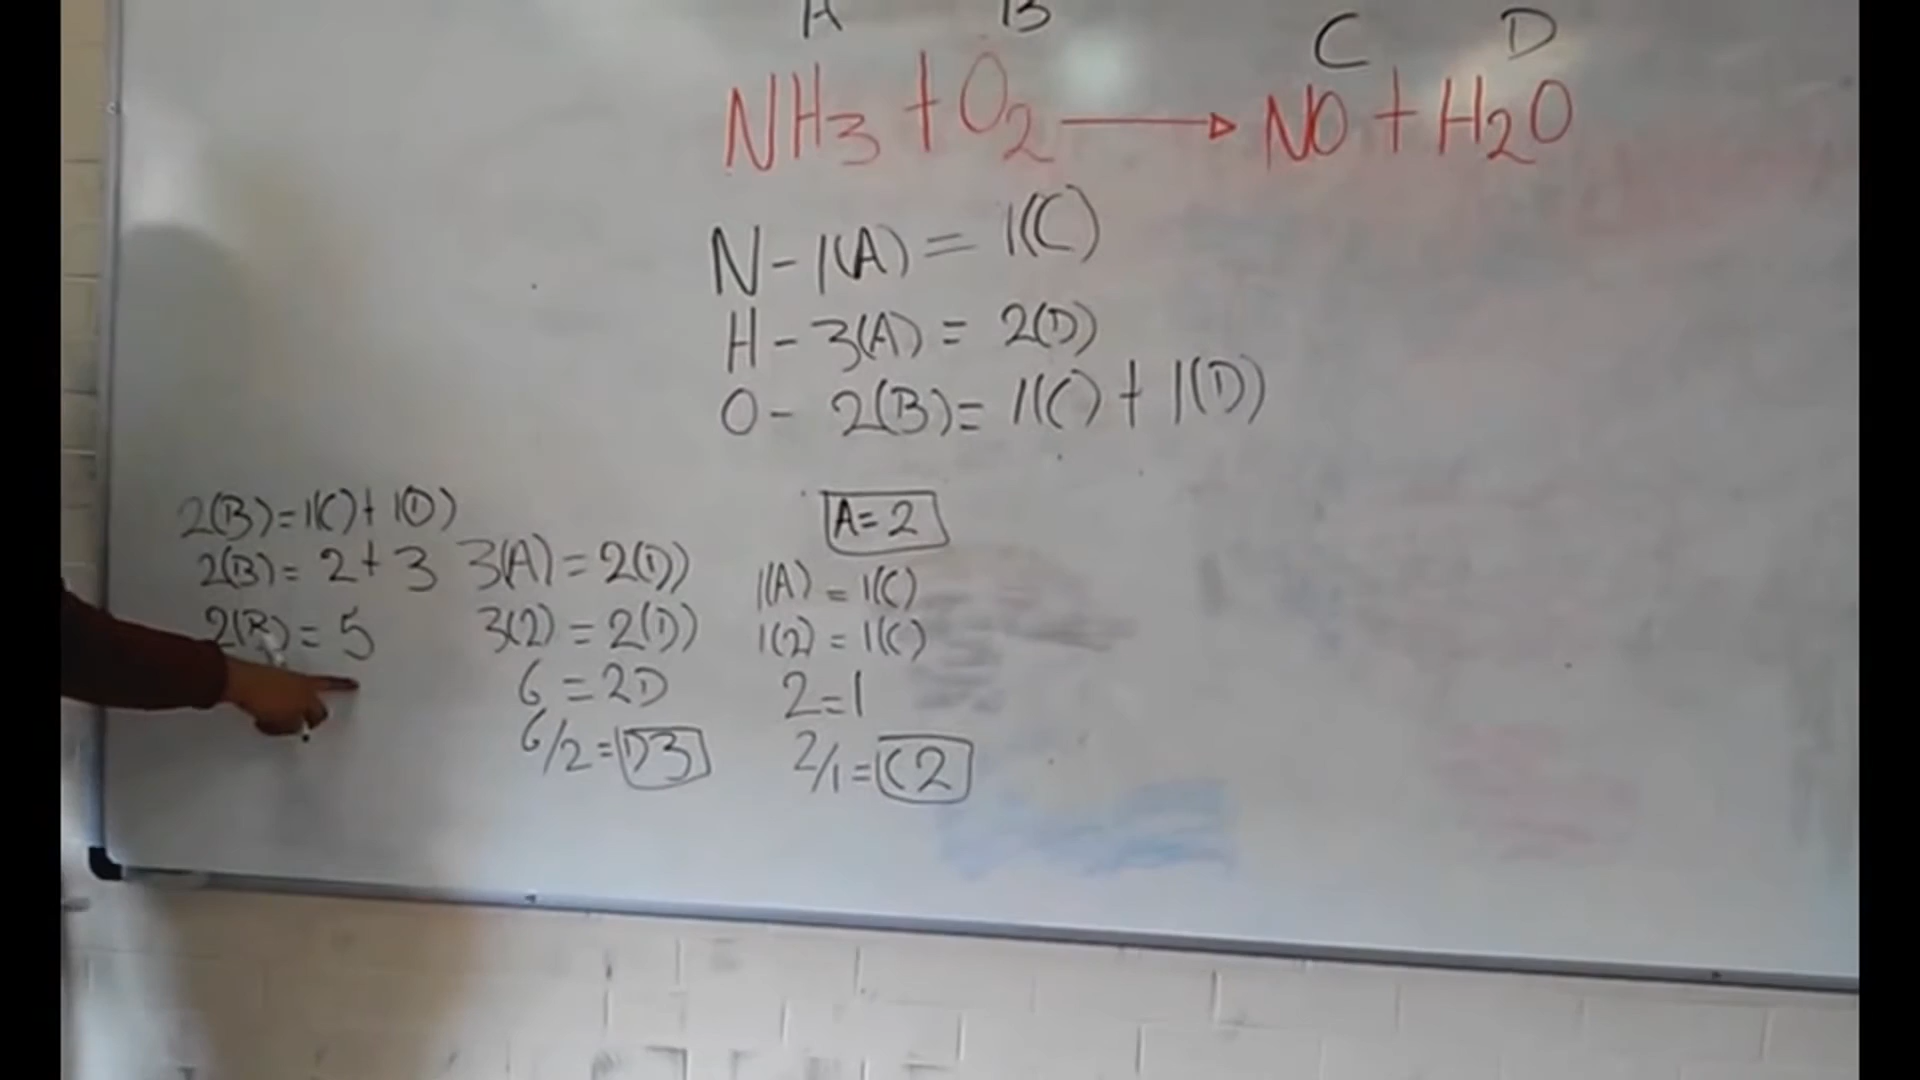 A B C D
NH3 + O2 → NO + H2O
N - 1(A) = 1(C)
H - 3(A) = 2(D)
O - 2(B) = 1(C) + 1(D)
2(B) = 1(C) + 1(D)
2(B) = 2 + 3
2(B) = 5
3(A) = 2(D)
3(2) = 2(D)
6 = 2D
6/2 = D3
A = 2
1(A) = 1(C)
1(2) = 1(C)
2 = 1
2/1 = C2